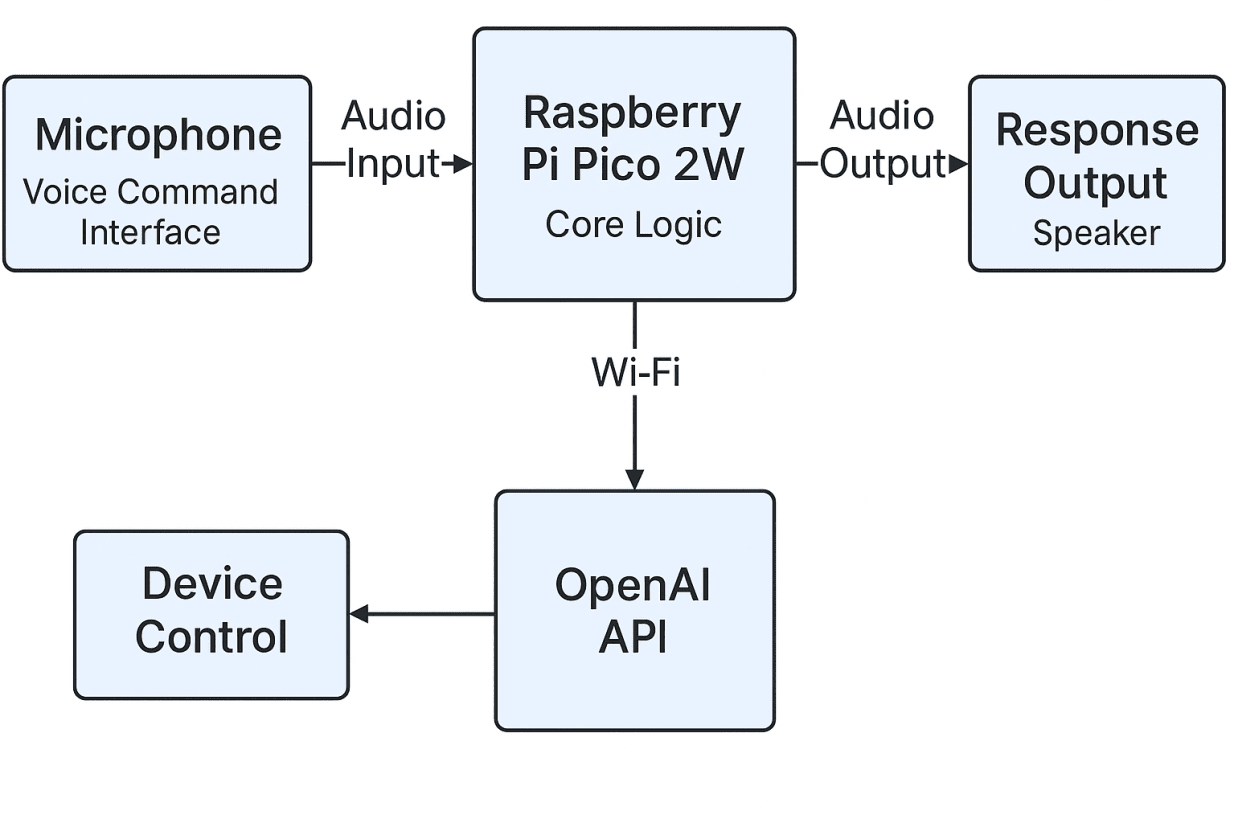 Microphone
Voice Command
Interface
Audio
Input
Raspberry
Pi Pico 2W
Core Logic
Audio
Output
Response
Output
Speaker
Wi-Fi
Device
Control
OpenAI
API